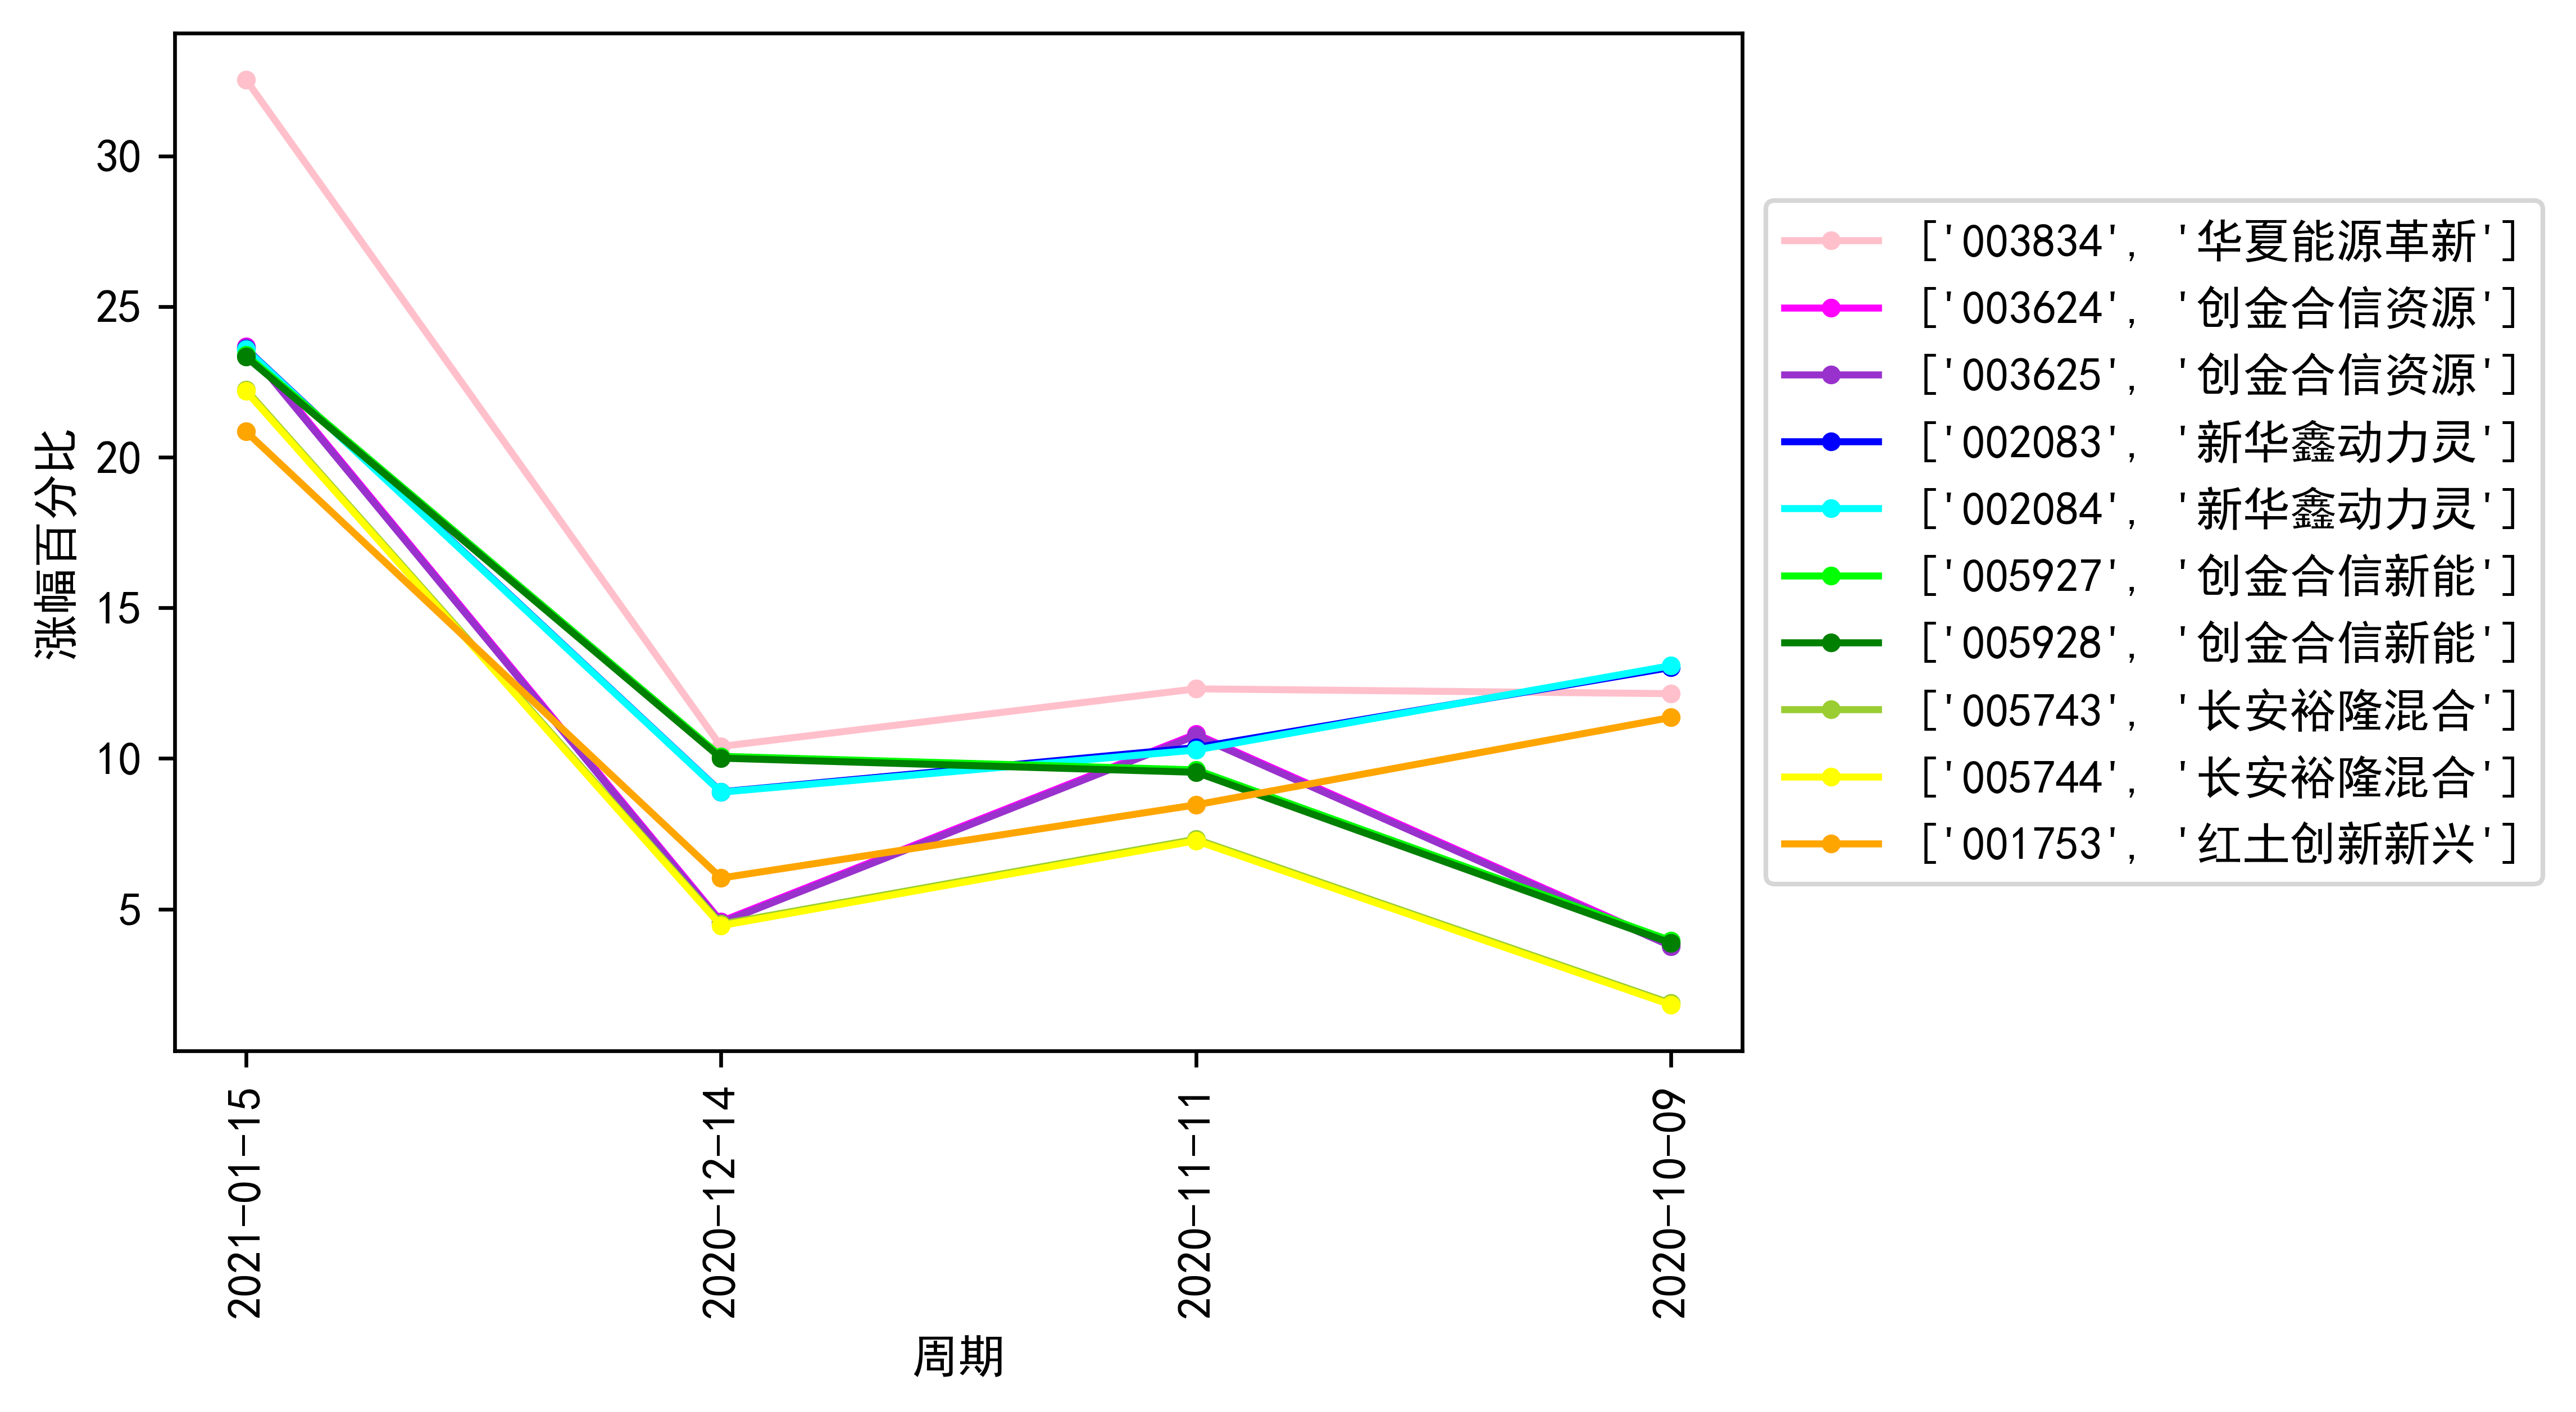 30
25
20
15
10
5
涨幅百分比
2021-01-15
2020-12-14
2020-11-11
2020-10-09
周期
['003834', '华夏能源革新']
['003624', '创金合信资源']
['003625', '创金合信资源']
['002083', '新华鑫动力灵']
['002084', '新华鑫动力灵']
['005927', '创金合信新能']
['005928', '创金合信新能']
['005743', '长安裕隆混合']
['005744', '长安裕隆混合']
['001753', '红土创新新兴']